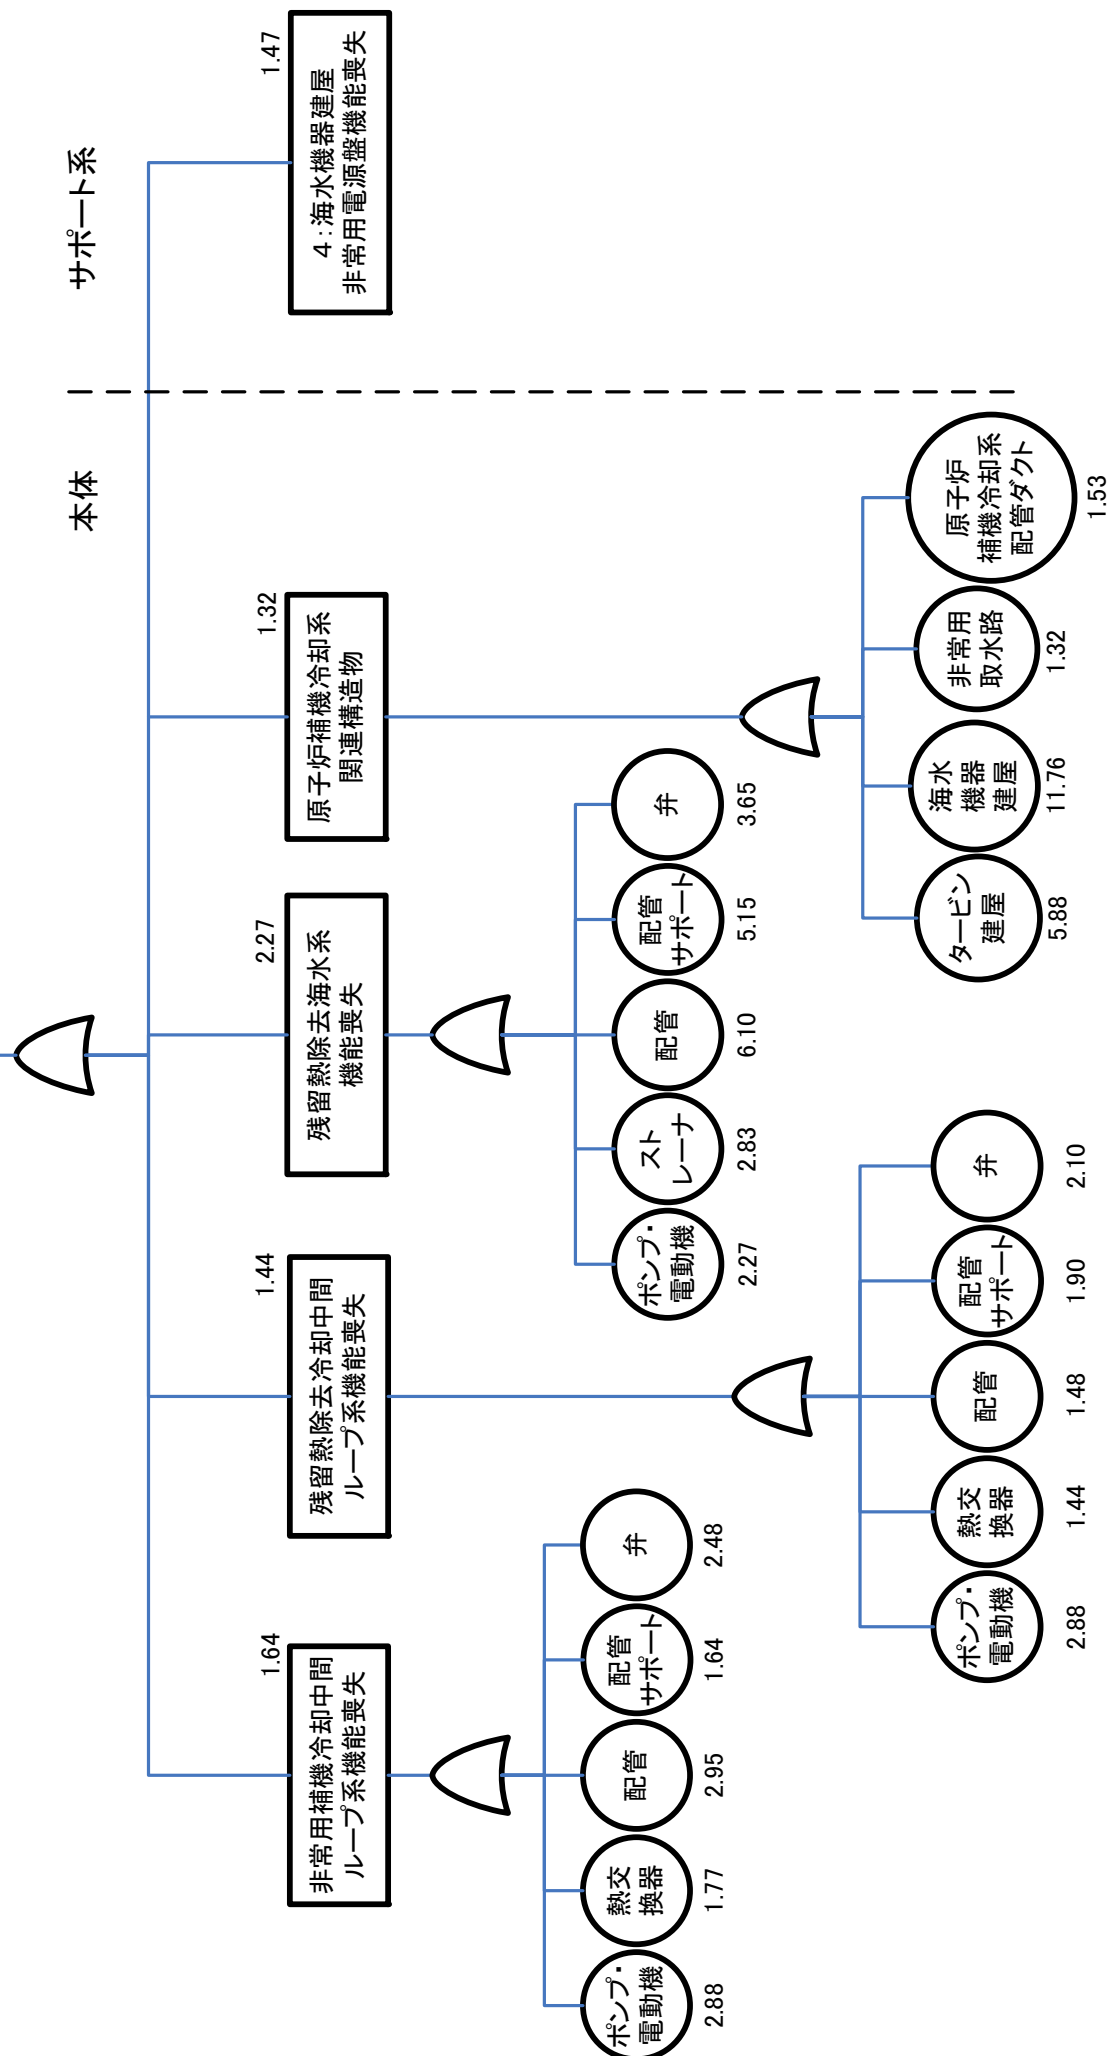 本体
サポート系
1.64
非常用補機冷却中間
ループ系機能喪失
1.44
残留熱除去冷却中間
ループ系機能喪失
2.27
残留熱除去海水系
機能喪失
1.32
原子炉補機冷却系
関連構造物
1.47
4:海水機器建屋
非常用電源盤機能喪失
ポンプ・
電動機
2.88
熱交
換器
1.77
配管
2.95
配管
サポート
1.64
弁
2.48
ポンプ・
電動機
2.88
熱交
換器
1.44
配管
1.48
配管
サポート
1.90
弁
2.10
ポンプ・
電動機
2.27
スト
レーナ
2.83
配管
6.10
配管
サポート
5.15
弁
3.65
タービン
建屋
5.88
海水
機器
建屋
11.76
非常用
取水路
1.32
原子炉
補機冷却系
配管ダクト
1.53